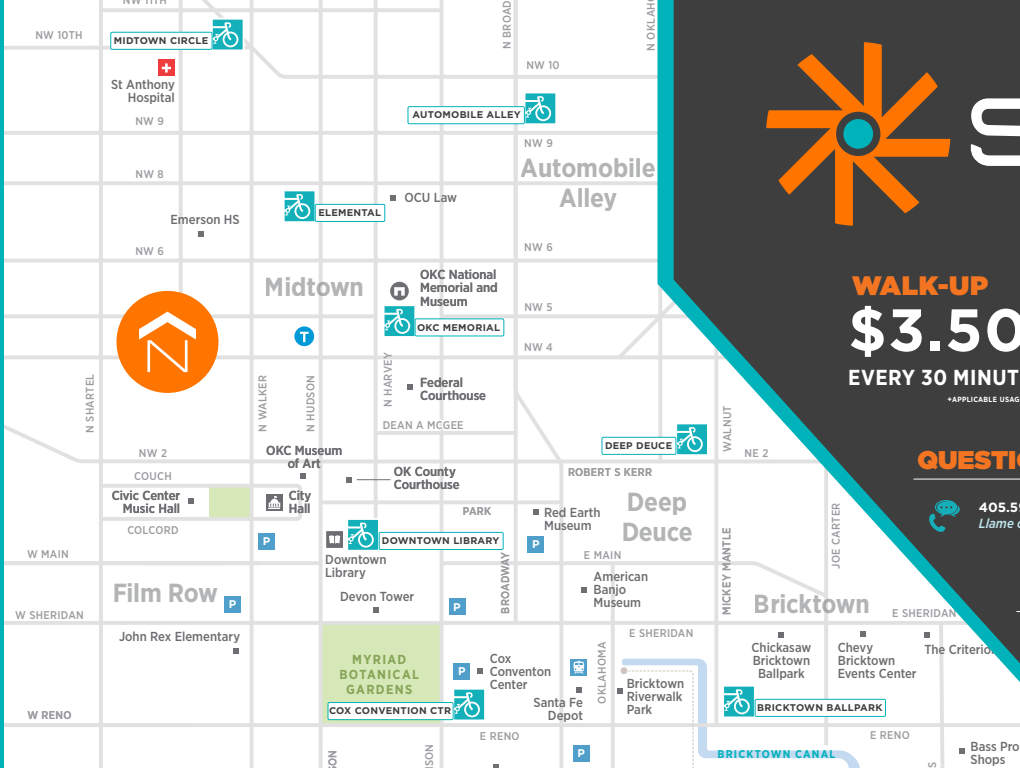 NW 11TH
NW 10TH
MIDTOWN CIRCLE
N BROAD
N OKLAHO
St Anthony
Hospital
NW 10
NW 9
AUTOMOBILE ALLEY
NW 9
Automobile
Alley
NW 8
OCU Law
ELEMENTAL
Emerson HS
NW 6
NW 6
Midtown
OKC National
Memorial and
Museum
OKC MEMORIAL
NW 5
NW 4
N
T
WALK-UP
$3.50
EVERY 30 MINUT
N SHARTEL
N WALKER
N HUDSON
N HARVEY
Federal
Courthouse
DEAN A MCGEE
DEEP DEUCE
WALNUT
NE 2
NW 2
OKC Museum
of Art
COUCH
OK County
Courthouse
ROBERT S KERR
QUESTIO
405.59
Llame o
Civic Center
Music Hall
City
Hall
COLCORD
PARK
Red Earth
Museum
Deep
Deuce
JOE CARTER
MICKEY MANTLE
W MAIN
P
DOWNTOWN LIBRARY
Downtown
Library
P
E MAIN
BROADWAY
Film Row
P
Devon Tower
P
American
Banjo
Museum
Bricktown
W SHERIDAN
E SHERIDAN
E SHERIDAN
John Rex Elementary
MYRIAD
BOTANICAL
GARDENS
P
Cox
Conventon
Center
OKLAHOMA
Chickasaw
Bricktown
Ballpark
Chevy
Bricktown
Events Center
The Criterion
Santa Fe
Depot
Bricktown
Riverwalk
Park
COX CONVENTION CTR
BRICKTOWN BALLPARK
W RENO
E RENO
E RENO
P
BRICKTOWN CANAL
Bass Pro
Shops